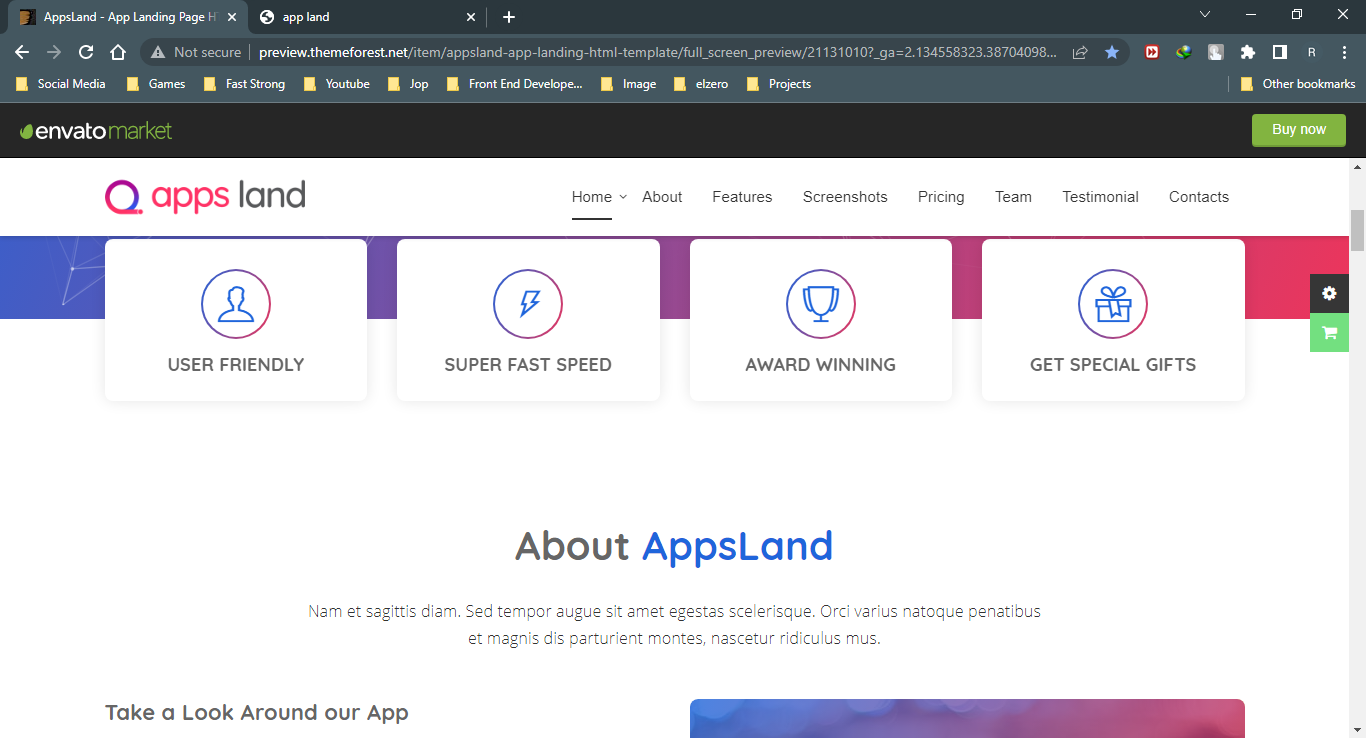 AppsLand - App Landing Page H
app land
Not secure
preview.themeforest.net/item/appsland-app-landing-html-template/full_screen_preview/21131010?_ga=2.134558323.38704098...
R
Social Media
Games
Fast Strong
Youtube
Jop
Front End Develope...
Image
elzero
Projects
Other bookmarks
envatomarket
Buy now
apps land
Home
About
Features
Screenshots
Pricing
Team
Testimonial
Contacts
USER FRIENDLY
SUPER FAST SPEED
AWARD WINNING
GET SPECIAL GIFTS
About AppsLand
Nam et sagittis diam. Sed tempor augue sit amet egestas scelerisque. Orci varius natoque penatibus
et magnis dis parturient montes, nascetur ridiculus mus.
Take a Look Around our App